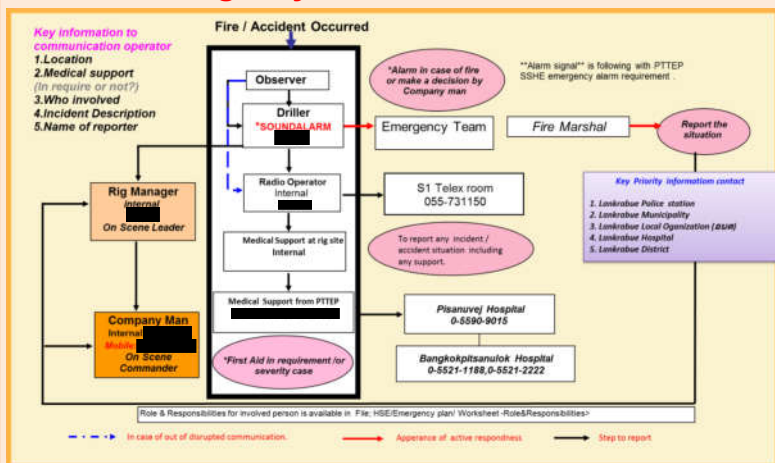 Fire / Accident Occurred
Key information to
communication operator
1.Location
2.Medical support
(In require or not?)
3.Who involved
4.Incident Description
5.Name of reporter
Observer
Driller
*SOUNDALARM
*Alarm in case of fire
or make a decision by
Company man
**Alarm signal** is following with PTTEP
SSHE emergency alarm requirement .
Emergency Team
Fire Marshal
Report the
situation
Radio Operator
internal
S1 Telex room
055-731150
Rig Manager
internal
On Scene Leader
Key Priority informatiom contact
1. Lankrabue Police station
2. Lankrabue Municipality
3. Lankrabue Local Oganization (อบต)
4. Lankrabue Hospital
5. Lankrabue District
Medical Support at rig site
Internal
To report any incident /
accident situation including
any support.
Medical Support from PTTEP
Company Man
Internal
Mobile:
On Scene
Commander
Pisanuvej Hospital
0-5590-9015
*First Aid in requirement /or
severity case
Bangkokpitsanulok Hospital
0-5521-1188,0-5521-2222
Role & Responsibilities for involved person is available in File; HSE/Emergency plan/ Worksheet -Role&Responsibilities>
In case of out of disrupted communication.
Apperance of active respondness
Step to report